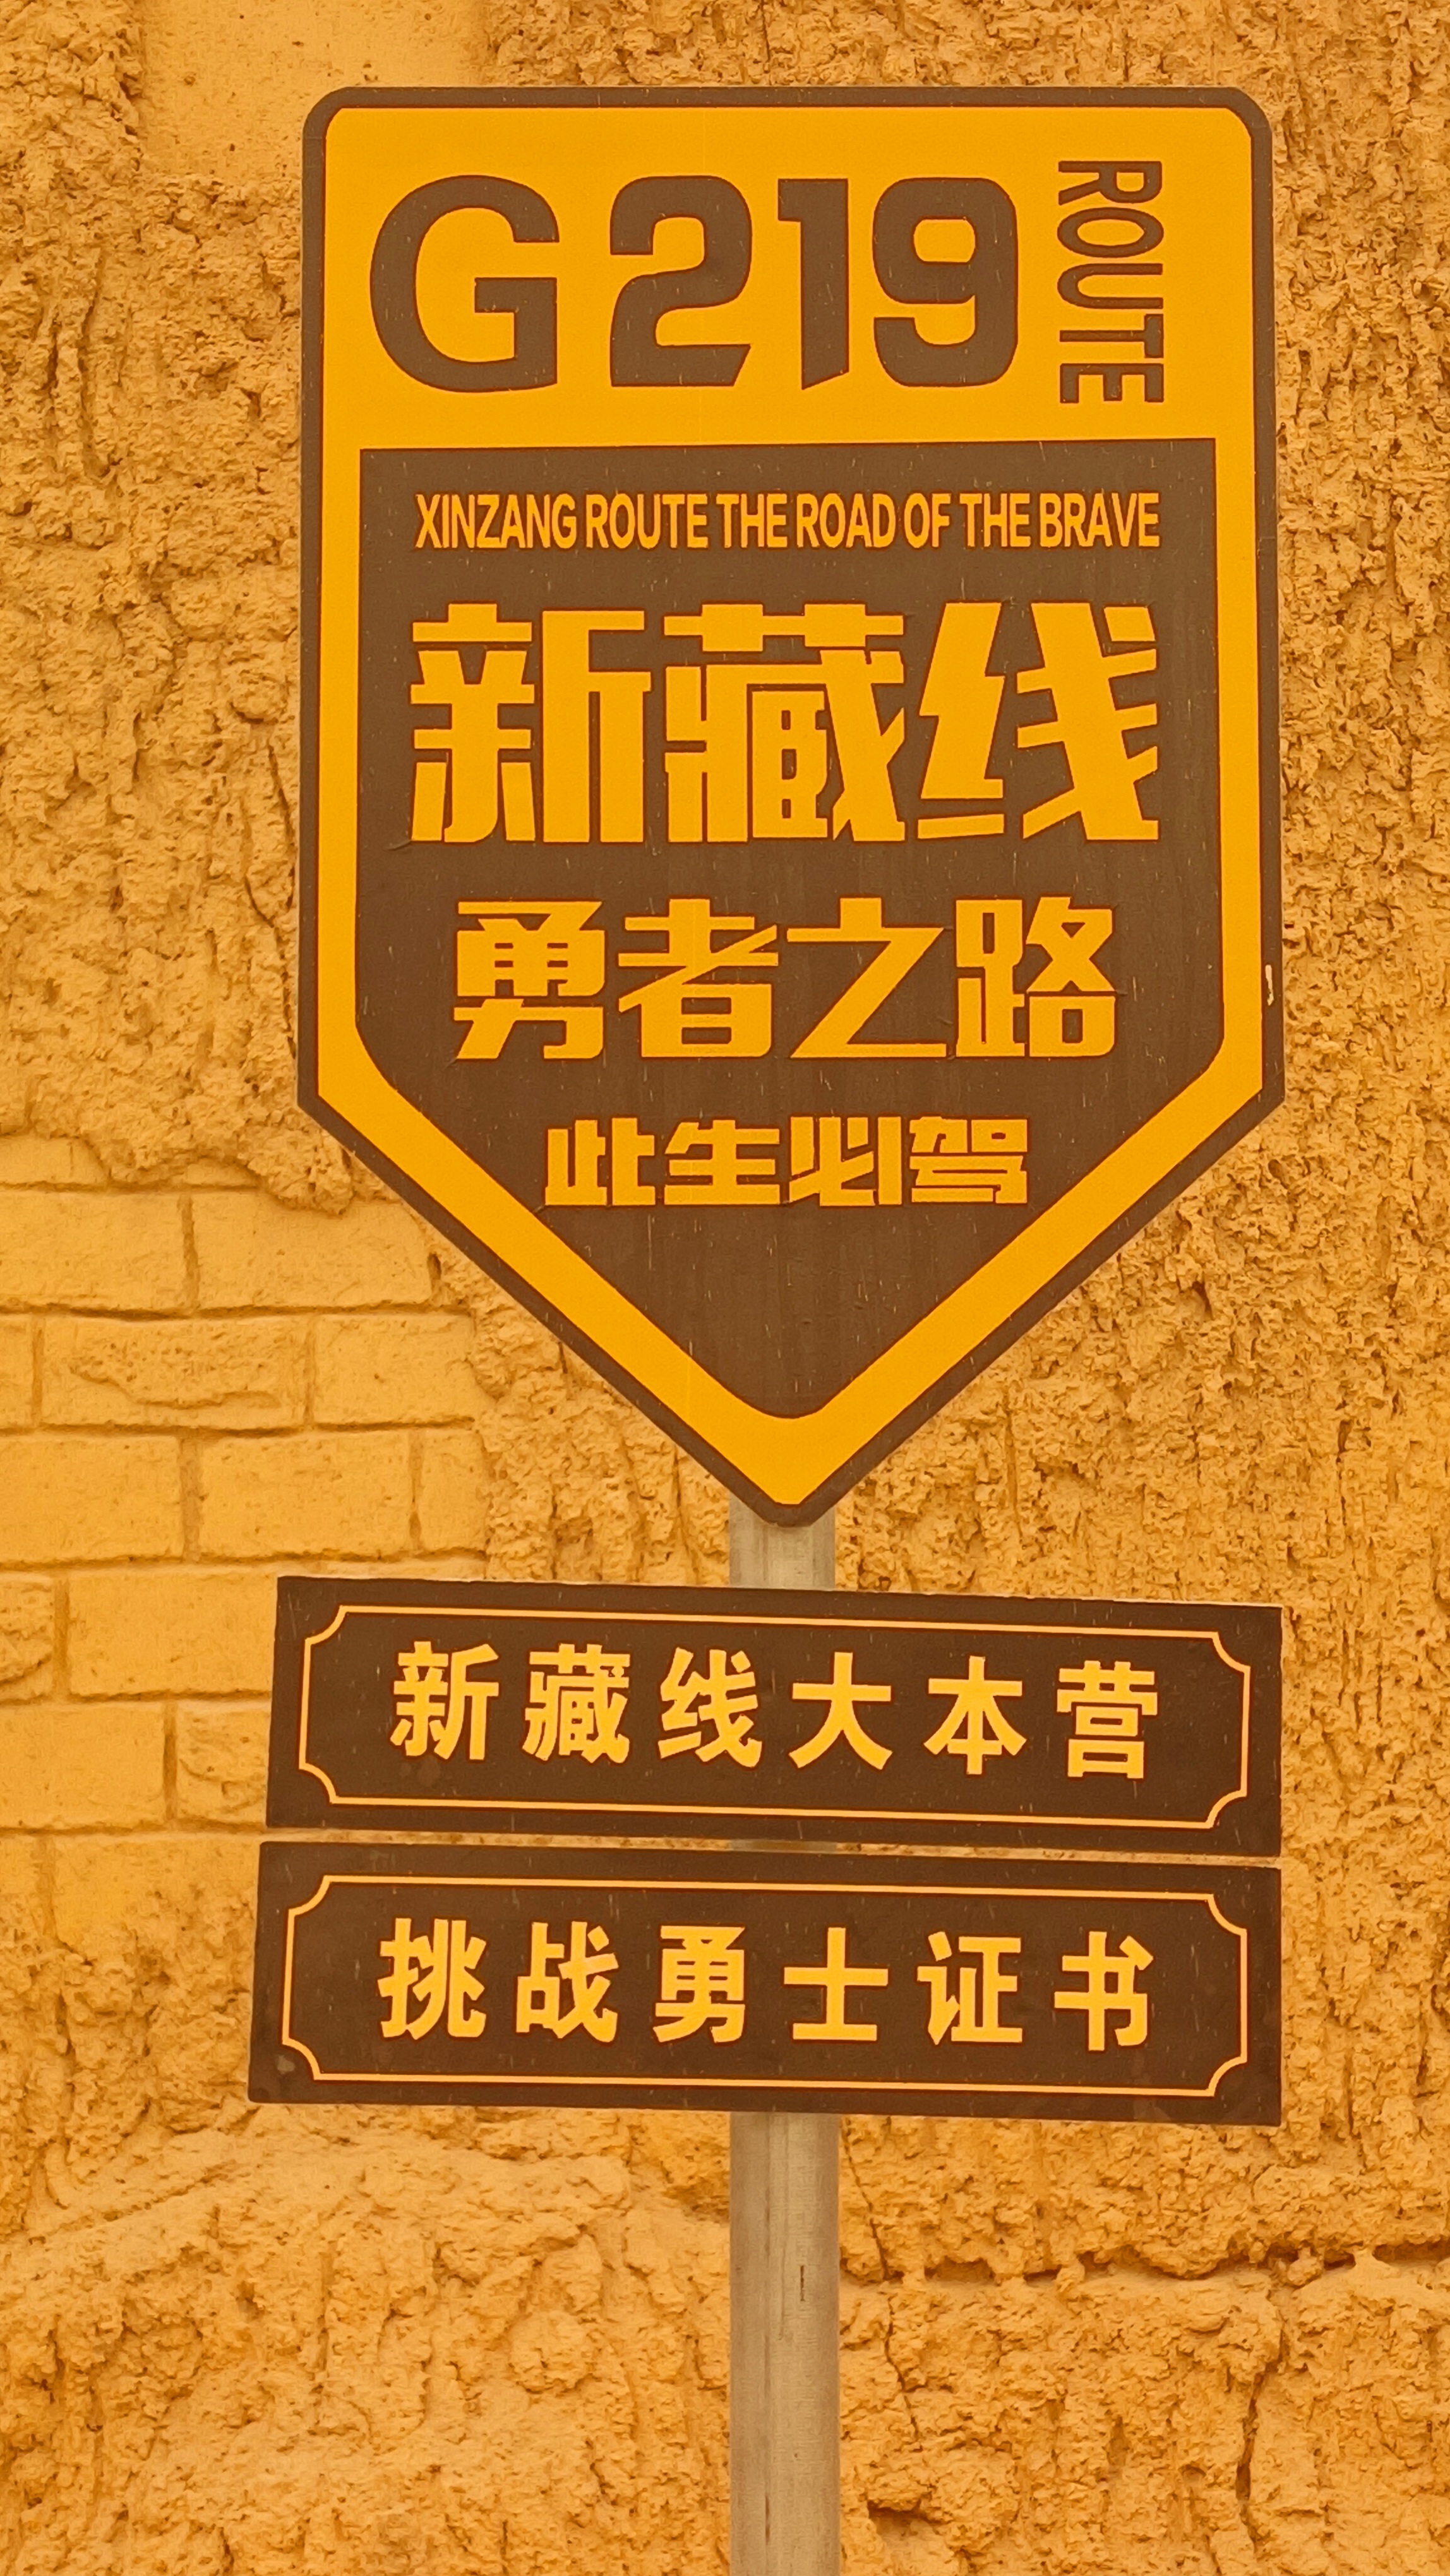 G219 ROUTE
XINZANG ROUTE THE ROAD OF THE BRAVE
新藏线
勇者之路
此生必驾
新藏线大本营
挑战勇士证书